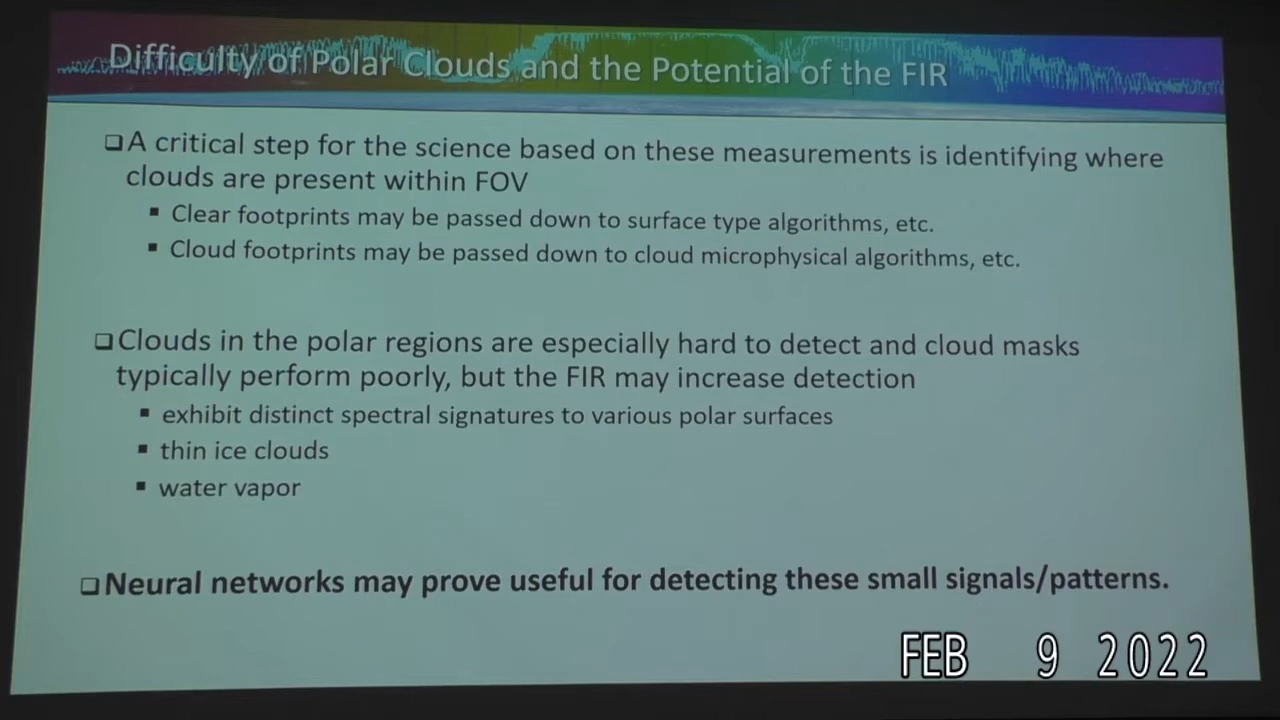 Difficulty of Polar Clouds and the Potential of the FIR
❑A critical step for the science based on these measurements is identifying where
clouds are present within FOV
▪ Clear footprints may be passed down to surface type algorithms, etc.
▪ Cloud footprints may be passed down to cloud microphysical algorithms, etc.
❑Clouds in the polar regions are especially hard to detect and cloud masks
typically perform poorly, but the FIR may increase detection
▪ exhibit distinct spectral signatures to various polar surfaces
▪ thin ice clouds
▪ water vapor
❑Neural networks may prove useful for detecting these small signals/patterns.
FEB 9 2022